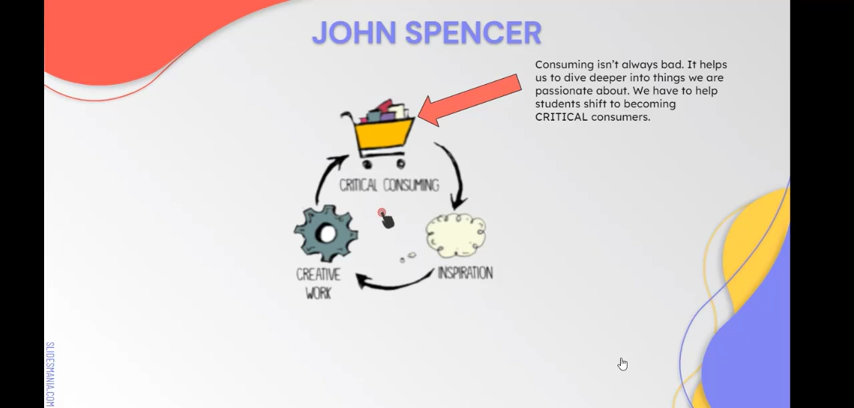 JOHN SPENCER
Consuming isn't always bad. It helps
us to dive deeper into things we are
passionate about. We have to help
students shift to becoming
CRITICAL consumers.
CRITICAL CONSUMING
CREATIVE
WORK
INSPIRATION
SLIDESMANIA.COM